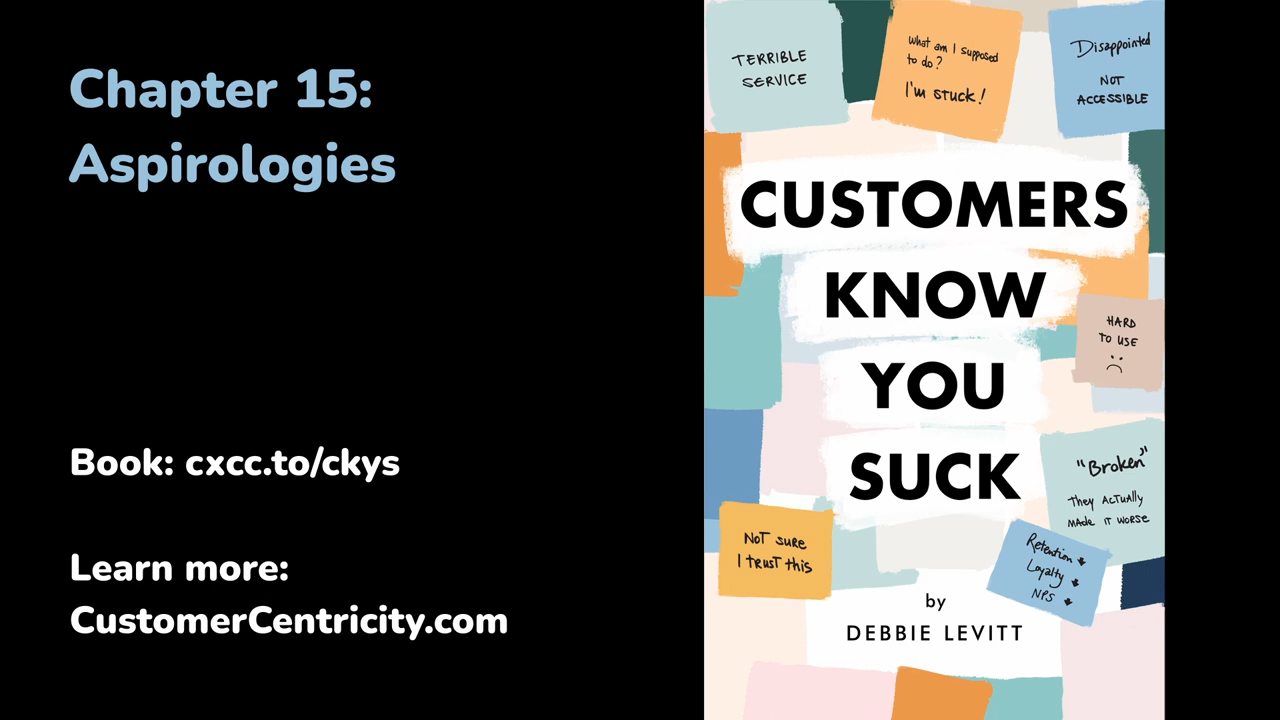 Chapter 15:
Aspirologies
Book: cxcc.to/ckys
Learn more:
CustomerCentricity.com
TERRIBLE
SERVICE
What am I supposed
to do?
I'm stuck!
Disappointed
NOT
ACCESSIBLE
CUSTOMERS
KNOW
YOU
SUCK
HARD
TO USE
"Broken"
They ACTUALLY
MADE IT WORSE
NOT SURE
I TRUST THIS
Retention
Loyalty
NPS
by
DEBBIE LEVITT